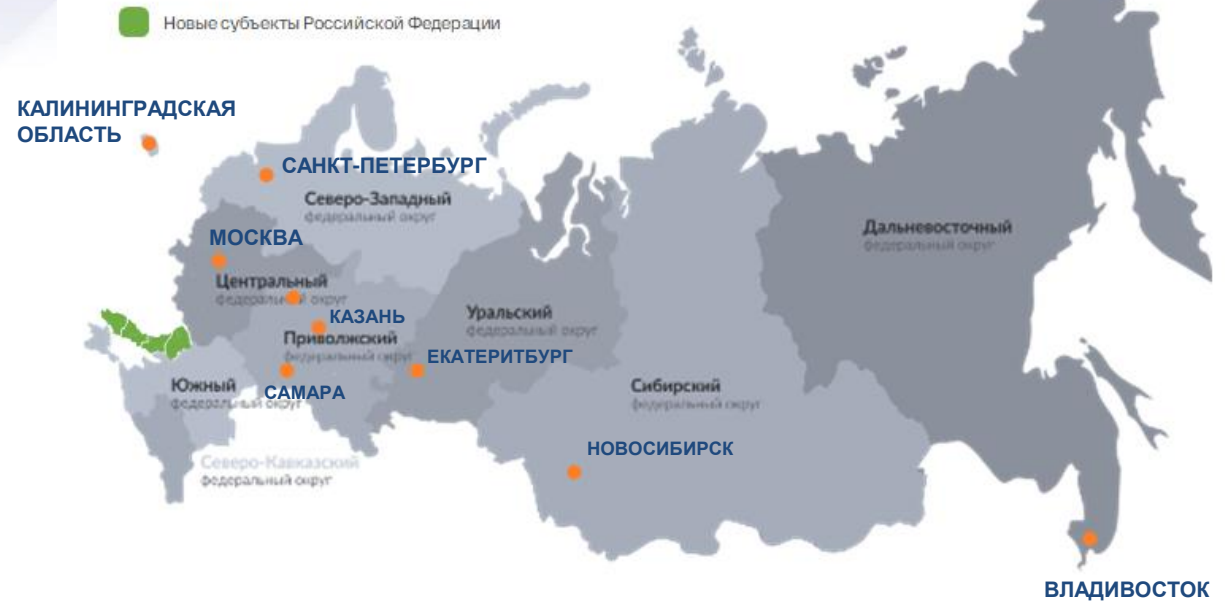 Новые субъекты Российской Федерации
КАЛИНИНГРАДСКАЯ
ОБЛАСТЬ
САНКТ-ПЕТЕРБУРГ
Северо-Западный
федеральный округ
Дальневосточный
федеральный округ
МОСКВА
Центральный
федеральный округ
КАЗАНЬ
Уральский
федеральный округ
Приволжский
федеральный округ
ЕКАТЕРИТБУРГ
Южный
федеральный округ
САМАРА
Сибирский
федеральный округ
НОВОСИБИРСК
Северо-Кавказский
федеральный округ
ВЛАДИВОСТОК